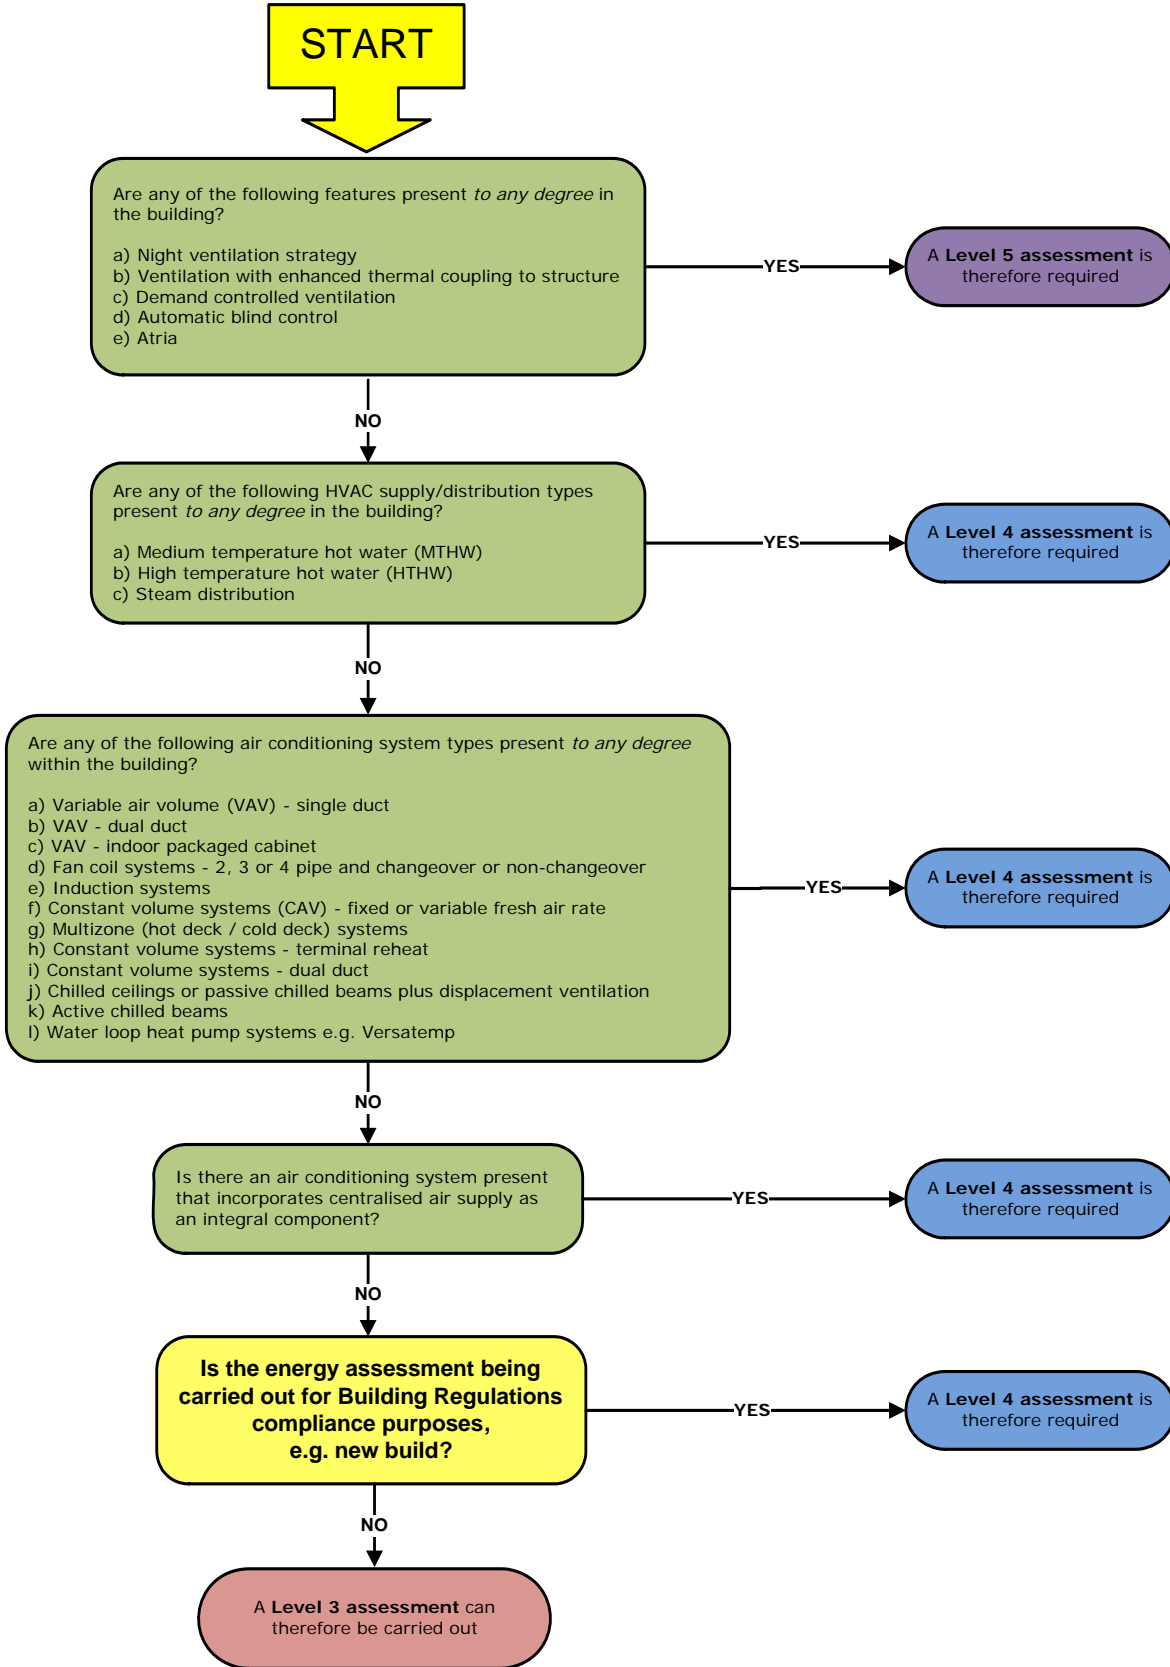 START
Are any of the following features present to any degree in
the building?
a) Night ventilation strategy
b) Ventilation with enhanced thermal coupling to structure
c) Demand controlled ventilation
d) Automatic blind control
e) Atria
YES
A Level 5 assessment is
therefore required
NO
Are any of the following HVAC supply/distribution types
present to any degree in the building?
a) Medium temperature hot water (MTHW)
b) High temperature hot water (HTHW)
c) Steam distribution
YES
A Level 4 assessment is
therefore required
NO
Are any of the following air conditioning system types present to any degree
within the building?
a) Variable air volume (VAV) - single duct
b) VAV - dual duct
c) VAV - indoor packaged cabinet
d) Fan coil systems - 2, 3 or 4 pipe and changeover or non-changeover
e) Induction systems
f) Constant volume systems (CAV) - fixed or variable fresh air rate
g) Multizone (hot deck / cold deck) systems
h) Constant volume systems - terminal reheat
i) Constant volume systems - dual duct
j) Chilled ceilings or passive chilled beams plus displacement ventilation
k) Active chilled beams
l) Water loop heat pump systems e.g. Versatemp
YES
A Level 4 assessment is
therefore required
NO
Is there an air conditioning system present
that incorporates centralised air supply as
an integral component?
YES
A Level 4 assessment is
therefore required
NO
Is the energy assessment being
carried out for Building Regulations
compliance purposes,
e.g. new build?
YES
A Level 4 assessment is
therefore required
NO
A Level 3 assessment can
therefore be carried out